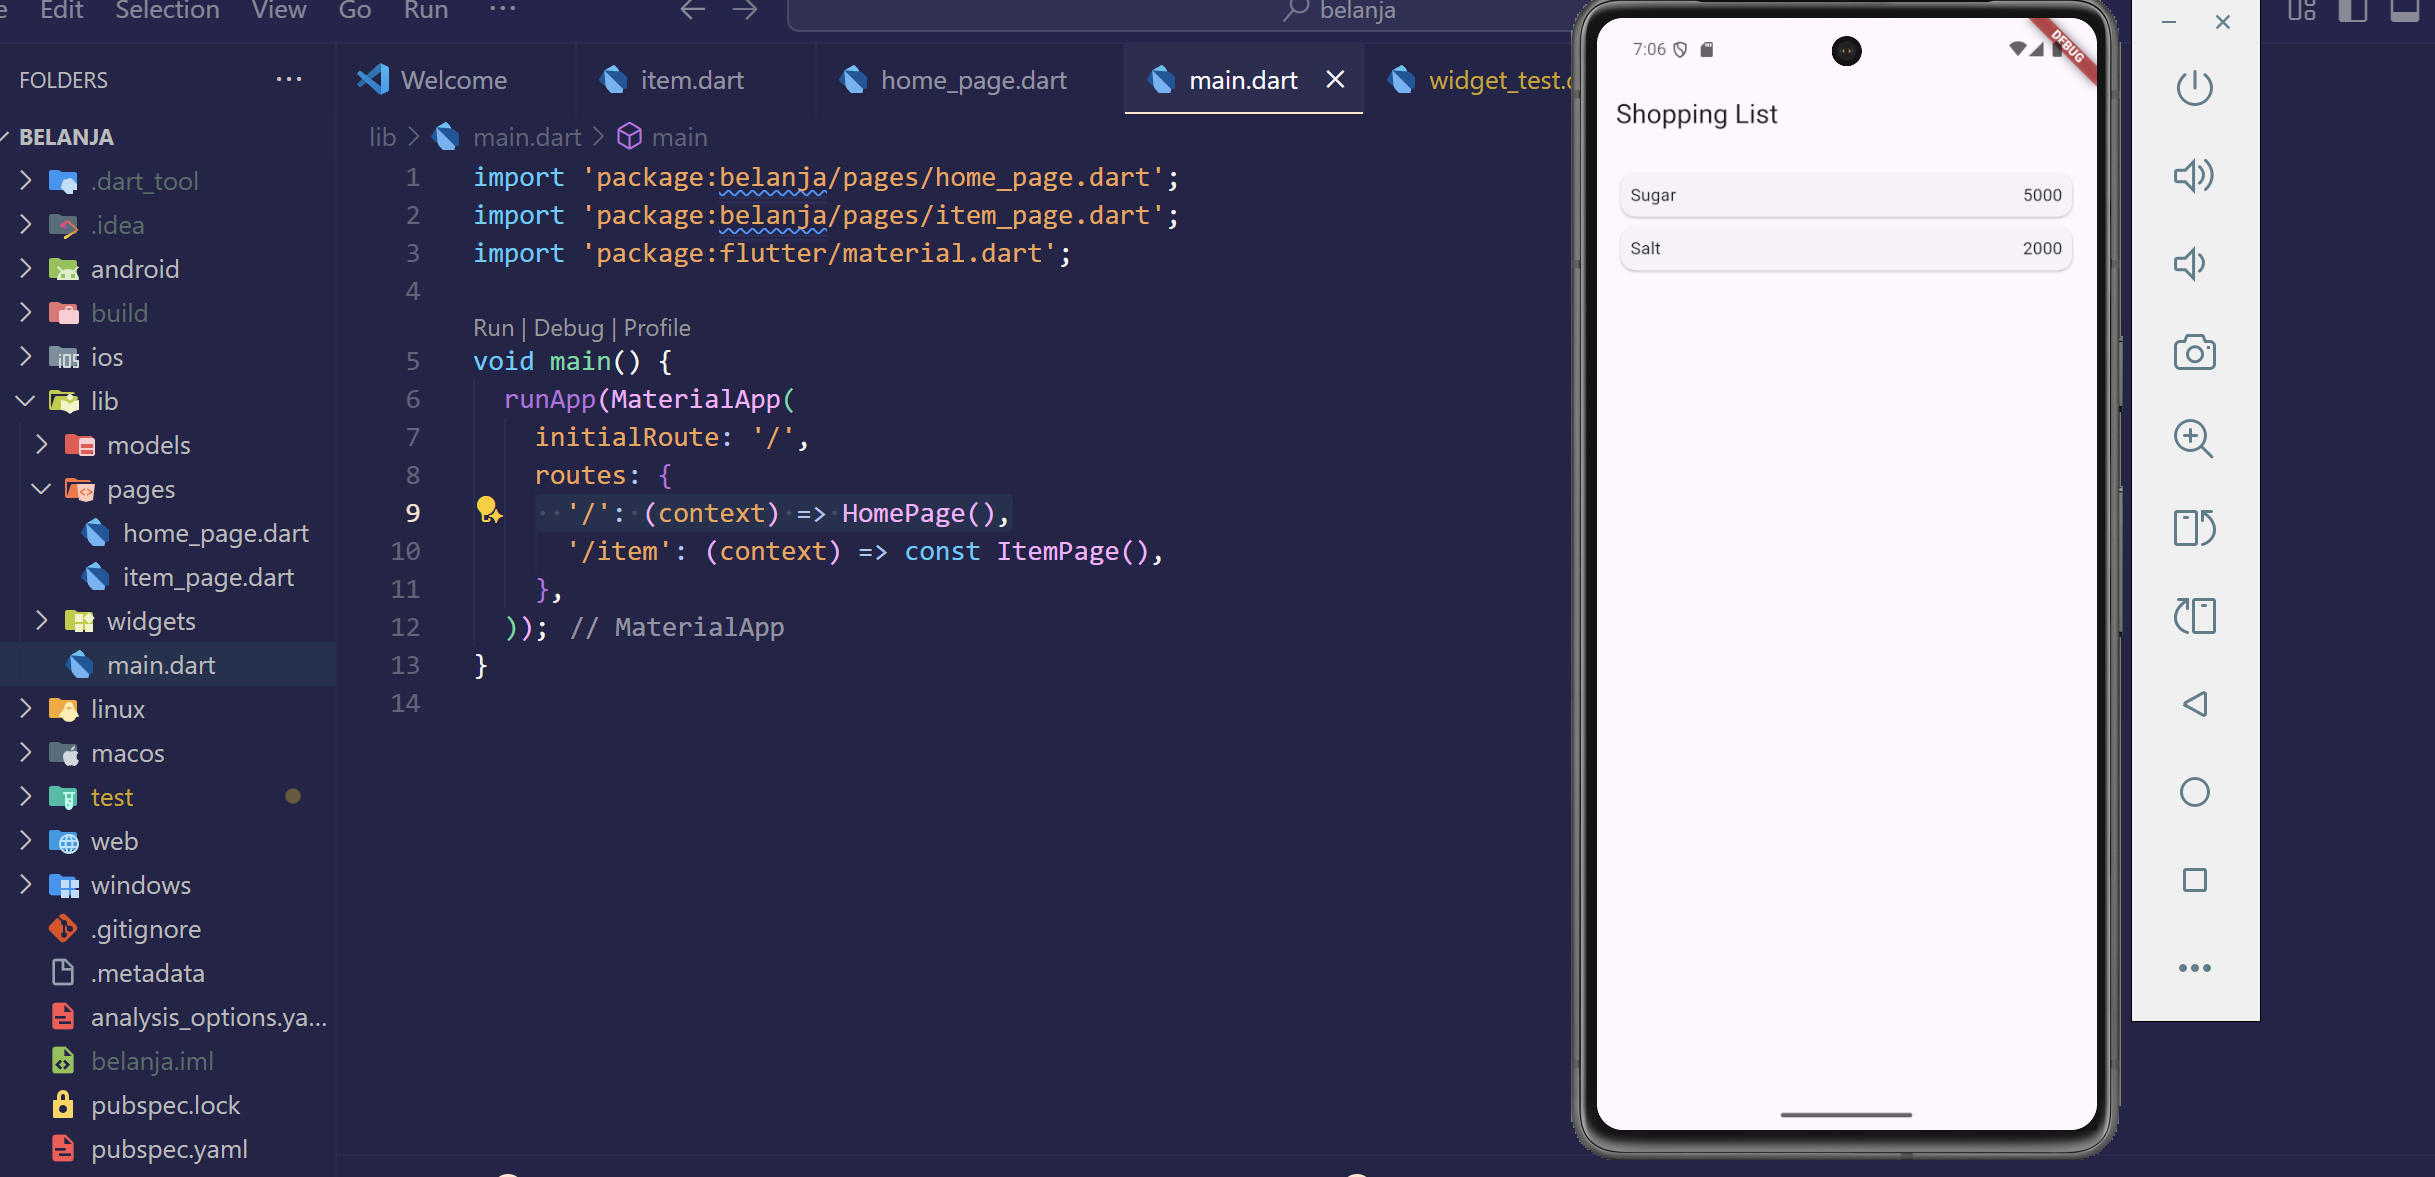 Edit Selection View Go Run ···
belanja
FOLDERS
BELANJA
.dart_tool
.idea
android
build
ios
lib
models
pages
home_page.dart
item_page.dart
widgets
main.dart
linux
macos
test
web
windows
.gitignore
.metadata
analysis_options.ya...
belanja.iml
pubspec.lock
pubspec.yaml
Welcome item.dart home_page.dart main.dart widget_test.
lib > main.dart > main
1 import 'package:belanja/pages/home_page.dart';
2 import 'package:belanja/pages/item_page.dart';
3 import 'package:flutter/material.dart';
4
Run | Debug | Profile
5 void main() {
6 runApp(MaterialApp(
7 initialRoute: '/',
8 routes: {
9 '/': (context) => HomePage(),
10 '/item': (context) => const ItemPage(),
11 },
12 )); // MaterialApp
13 }
14
7:06
DEBUG
Shopping List
Sugar 5000
Salt 2000